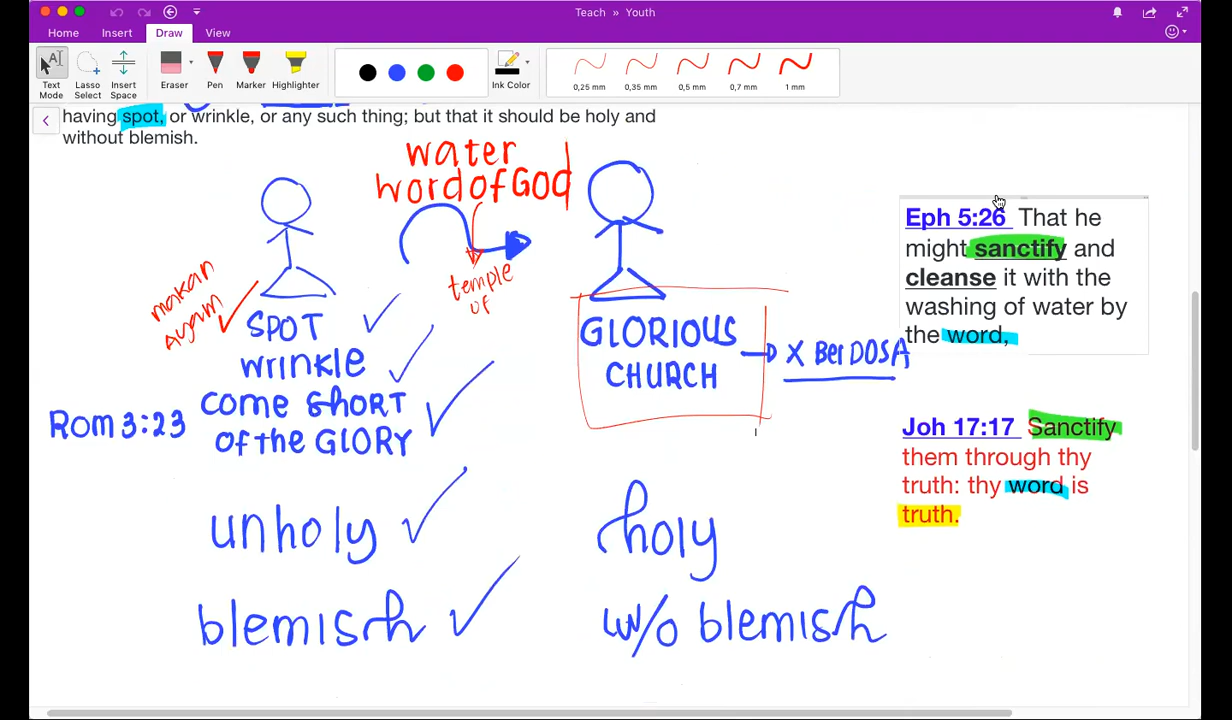 Teach » Youth
Home Insert Draw View
Text Mode
Lasso Select
Insert Space
Eraser
Pen
Marker
Highlighter
Ink Color
0,25 mm
0,35 mm
0,5 mm
0,7 mm
1 mm
having spot, or wrinkle, or any such thing; but that it should be holy and
without blemish.
water
word of GOD
temple
of
makan
Ayam
SPOT
wrinkle
come short
of the GLORY
Rom 3:23
unholy
blemish
GLORIOUS
CHURCH
X BerDOSA
holy
w/o blemish
Eph 5:26 That he
might sanctify and
cleanse it with the
washing of water by
the word,
Joh 17:17 Sanctify
them through thy
truth: thy word is
truth.